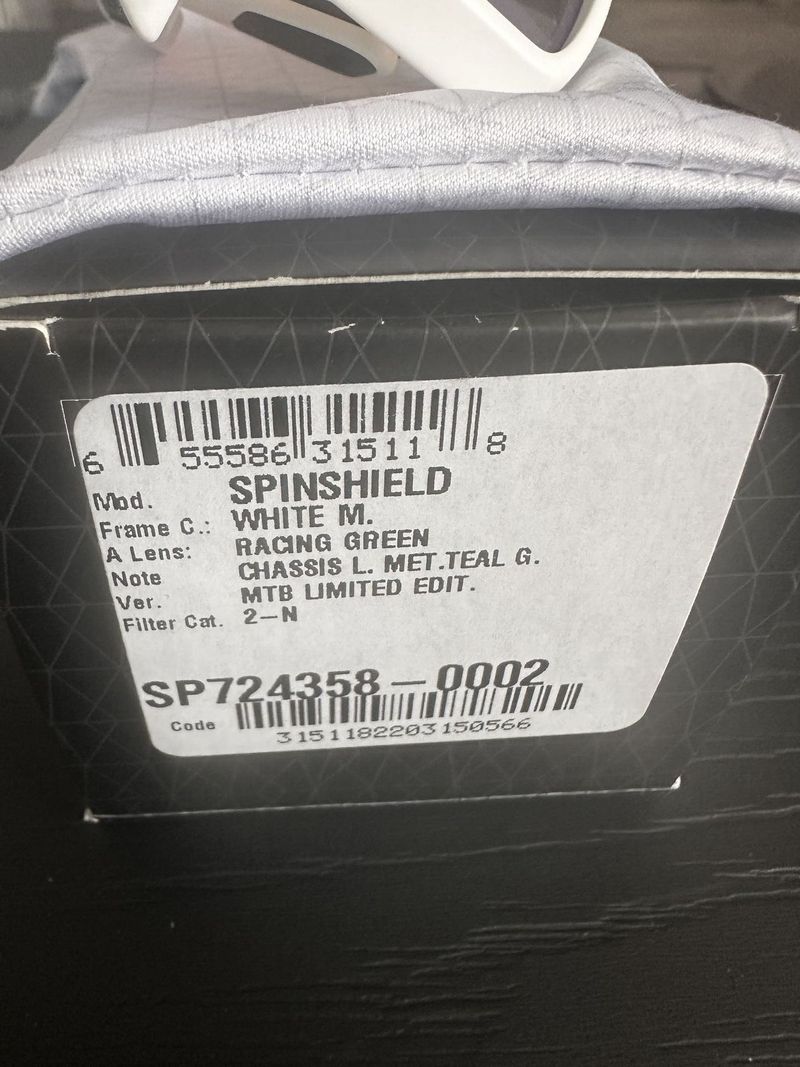 6 55586 31511 8
Mod. SPINSHIELD
Frame C.: WHITE M.
A Lens: RACING GREEN
Note CHASSIS L. MET.TEAL G.
Ver. MTB LIMITED EDIT.
Filter Cat. 2-N
SP724358-0002
Code
3151182203150566